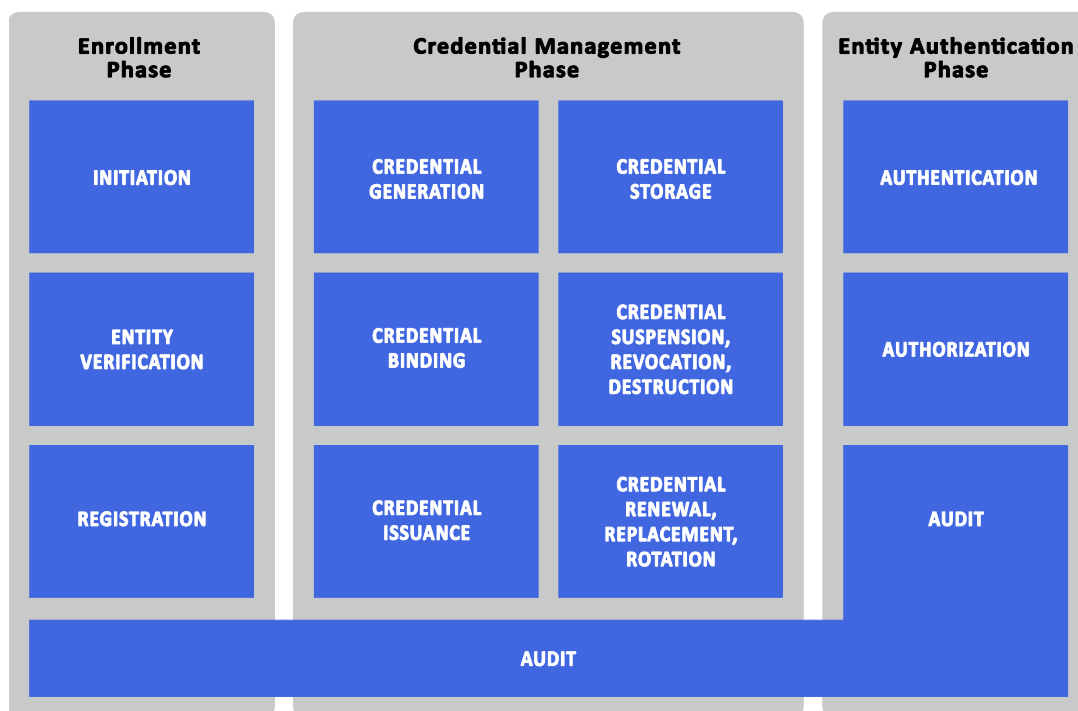 Enrollment
Phase
INITIATION
ENTITY
VERIFICATION
REGISTRATION
Credential Management
Phase
CREDENTIAL
GENERATION
CREDENTIAL
STORAGE
CREDENTIAL
BINDING
CREDENTIAL
SUSPENSION,
REVOCATION,
DESTRUCTION
CREDENTIAL
ISSUANCE
CREDENTIAL
RENEWAL,
REPLACEMENT,
ROTATION
Entity Authentication
Phase
AUTHENTICATION
AUTHORIZATION
AUDIT
AUDIT